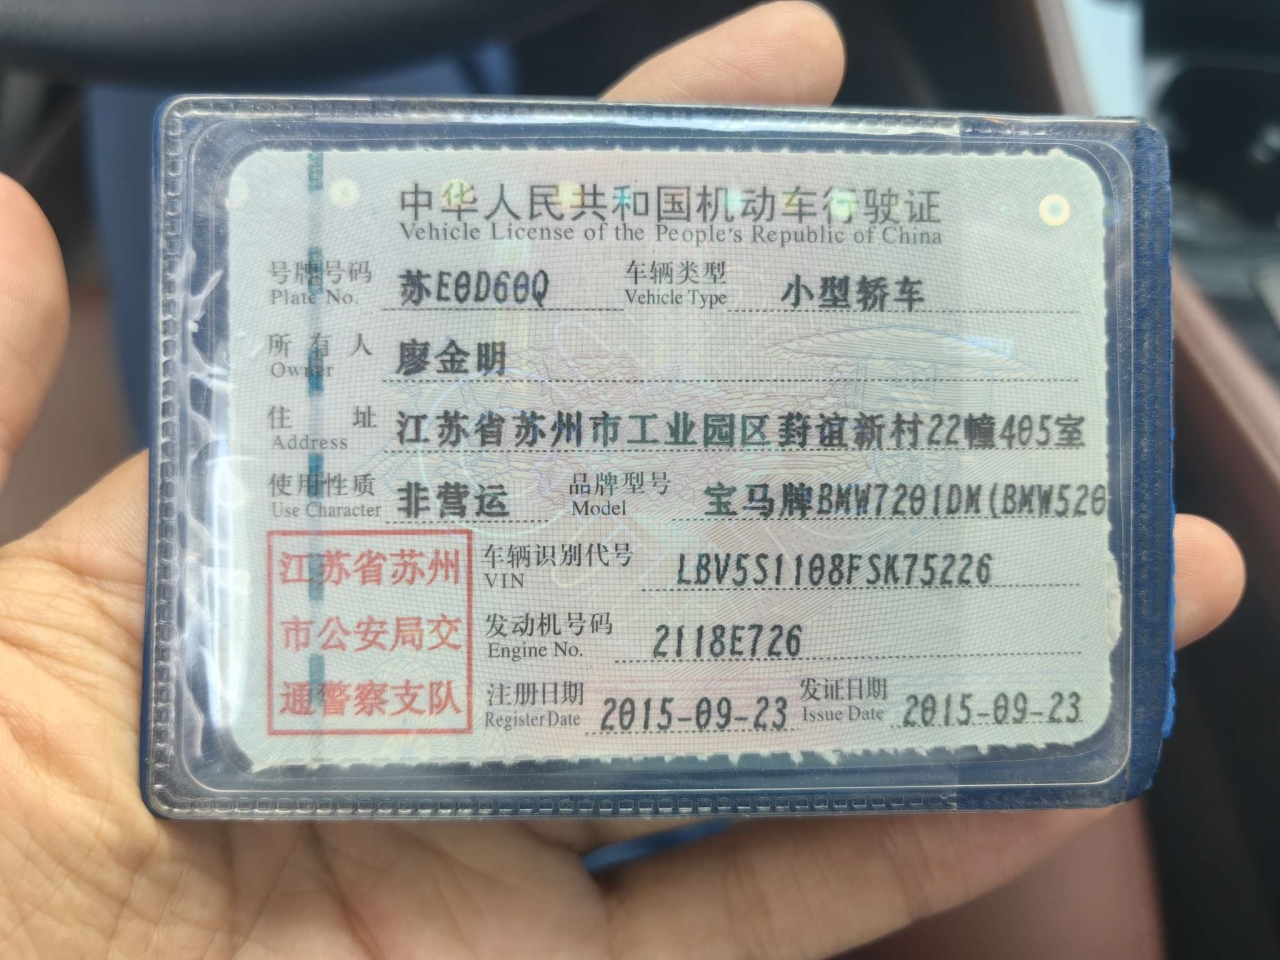 中华人民共和国机动车行驶证
Vehicle License of the People's Republic of China
号牌号码 苏E0D60Q 车辆类型 小型轿车
Plate No. Vehicle Type
所有人 廖金明
Owner
住址 江苏省苏州市工业园区葑谊新村22幢405室
Address
使用性质 非营运 品牌型号 宝马牌BMW7201DM(BMW520
Use Character Model
江苏省苏州
市公安局交
通警察支队
车辆识别代号 LBV5S1108FSK75226
VIN
发动机号码 2118E726
Engine No.
注册日期 2015-09-23 发证日期 2015-09-23
Register Date Issue Date